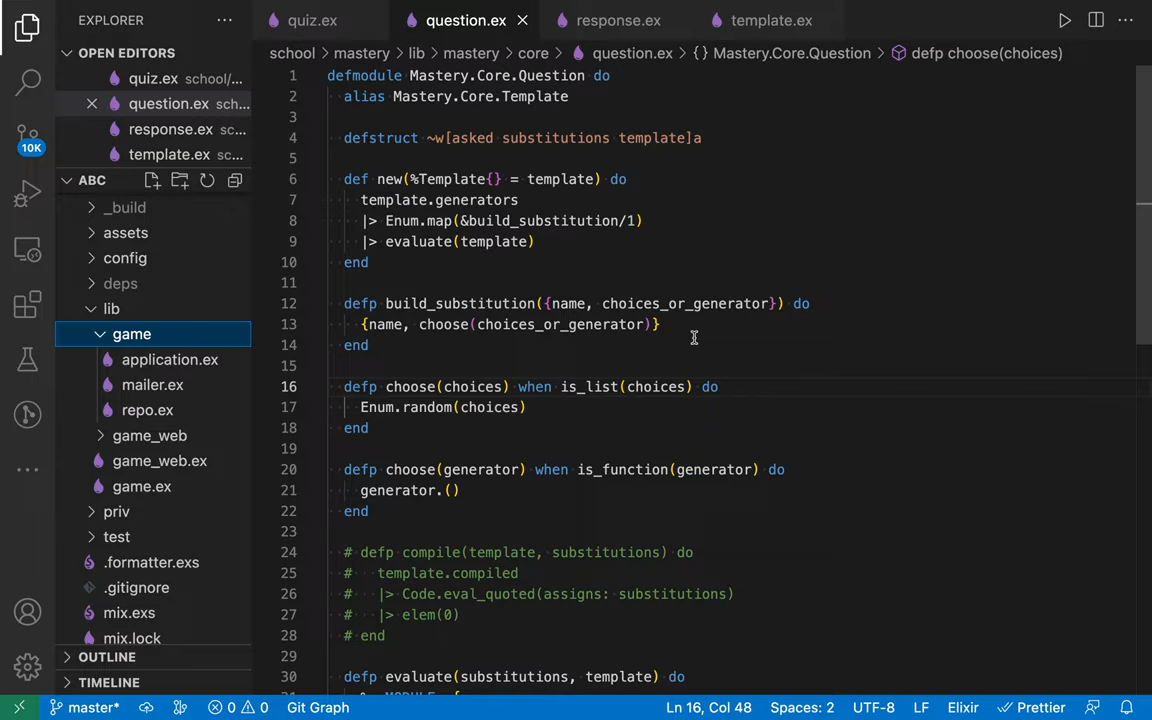 EXPLORER
quiz.ex
question.ex
response.ex
template.ex
OPEN EDITORS
quiz.ex school/...
question.ex sch...
response.ex sc...
template.ex sc...
10K
ABC
_build
assets
config
deps
lib
game
application.ex
mailer.ex
repo.ex
game_web
game_web.ex
game.ex
priv
test
.formatter.exs
.gitignore
mix.exs
mix.lock
OUTLINE
TIMELINE
school > mastery > lib > mastery > core > question.ex > {} Mastery.Core.Question > defp choose(choices)
1 defmodule Mastery.Core.Question do
2 alias Mastery.Core.Template
3
4 defstruct ~w[asked substitutions template]a
5
6 def new(%Template{} = template) do
7 template.generators
8 |> Enum.map(&build_substitution/1)
9 |> evaluate(template)
10 end
11
12 defp build_substitution({name, choices_or_generator}) do
13 {name, choose(choices_or_generator)}
14 end
15
16 defp choose(choices) when is_list(choices) do
17 Enum.random(choices)
18 end
19
20 defp choose(generator) when is_function(generator) do
21 generator.()
22 end
23
24 # defp compile(template, substitutions) do
25 # template.compiled
26 # |> Code.eval_quoted(assigns: substitutions)
27 # |> elem(0)
28 # end
29
30 defp evaluate(substitutions, template) do
master* 0 0 Git Graph Ln 16, Col 48 Spaces: 2 UTF-8 LF Elixir Prettier